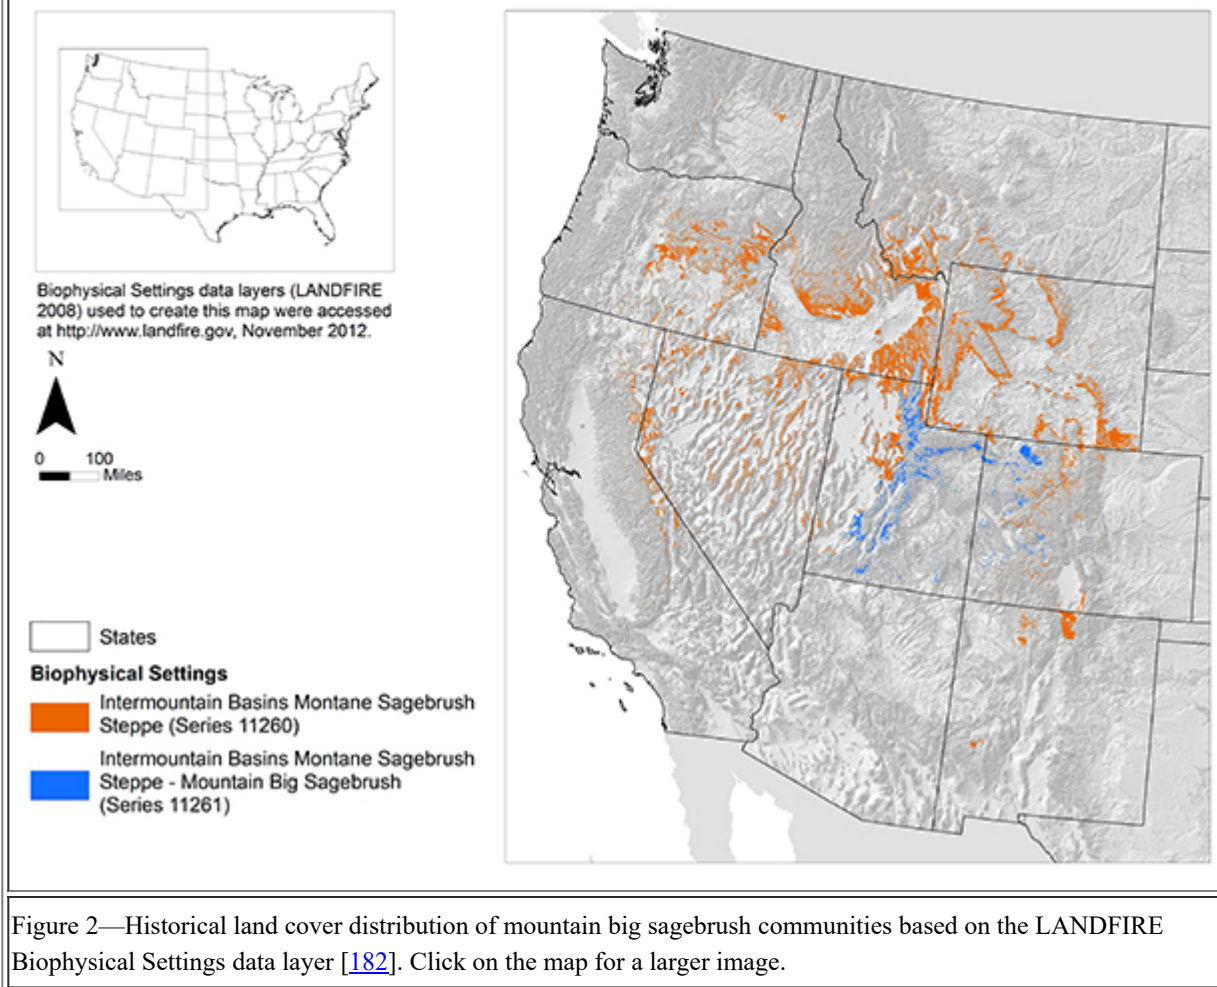 Biophysical Settings data layers (LANDFIRE
2008) used to create this map were accessed
at http://www.landfire.gov, November 2012.
N
0 100
Miles
States
Biophysical Settings
Intermountain Basins Montane Sagebrush
Steppe (Series 11260)
Intermountain Basins Montane Sagebrush
Steppe - Mountain Big Sagebrush
(Series 11261)
Figure 2—Historical land cover distribution of mountain big sagebrush communities based on the LANDFIRE
Biophysical Settings data layer [182]. Click on the map for a larger image.